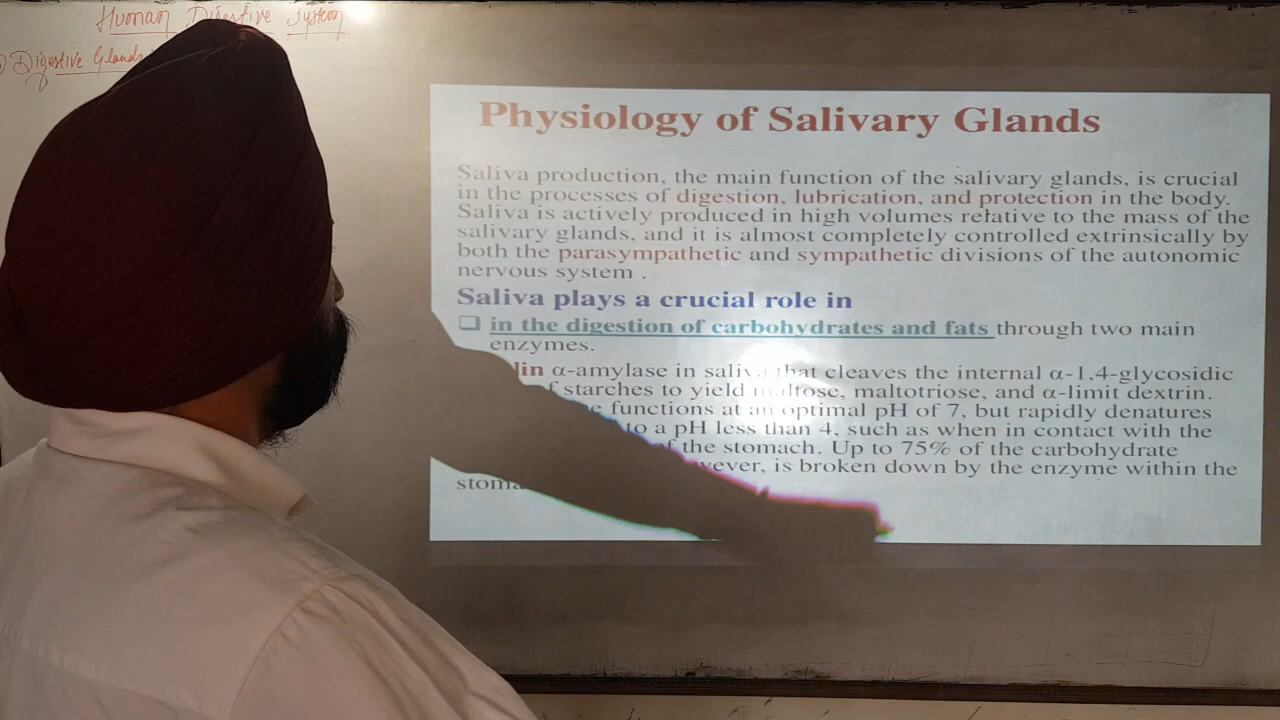 Human Digestive System
Digestive Glands
Physiology of Salivary Glands
Saliva production, the main function of the salivary glands, is crucial
in the processes of digestion, lubrication, and protection in the body.
Saliva is actively produced in high volumes relative to the mass of the
salivary glands, and it is almost completely controlled extrinsically by
both the parasympathetic and sympathetic divisions of the autonomic
nervous system .
Saliva plays a crucial role in
❑ in the digestion of carbohydrates and fats through two main
enzymes.
α-amylase in saliva that cleaves the internal α-1,4-glycosidic
starches to yield maltose, maltotriose, and α-limit dextrin.
functions at an optimal pH of 7, but rapidly denatures
to a pH less than 4, such as when in contact with the
of the stomach. Up to 75% of the carbohydrate
is broken down by the enzyme within the